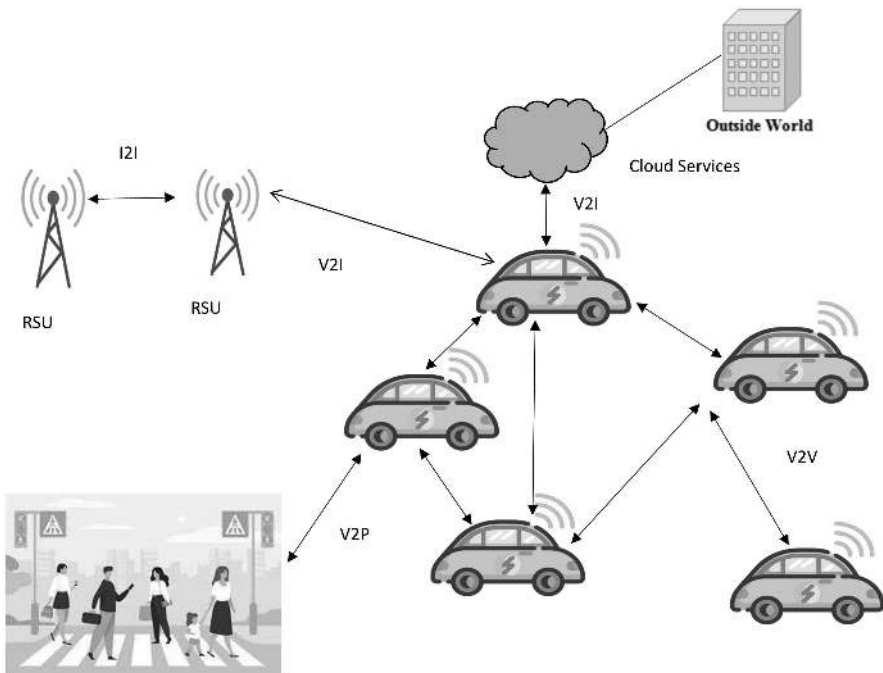 Outside World
Cloud Services
I2I
V2I
V2I
RSU
RSU
V2V
V2P